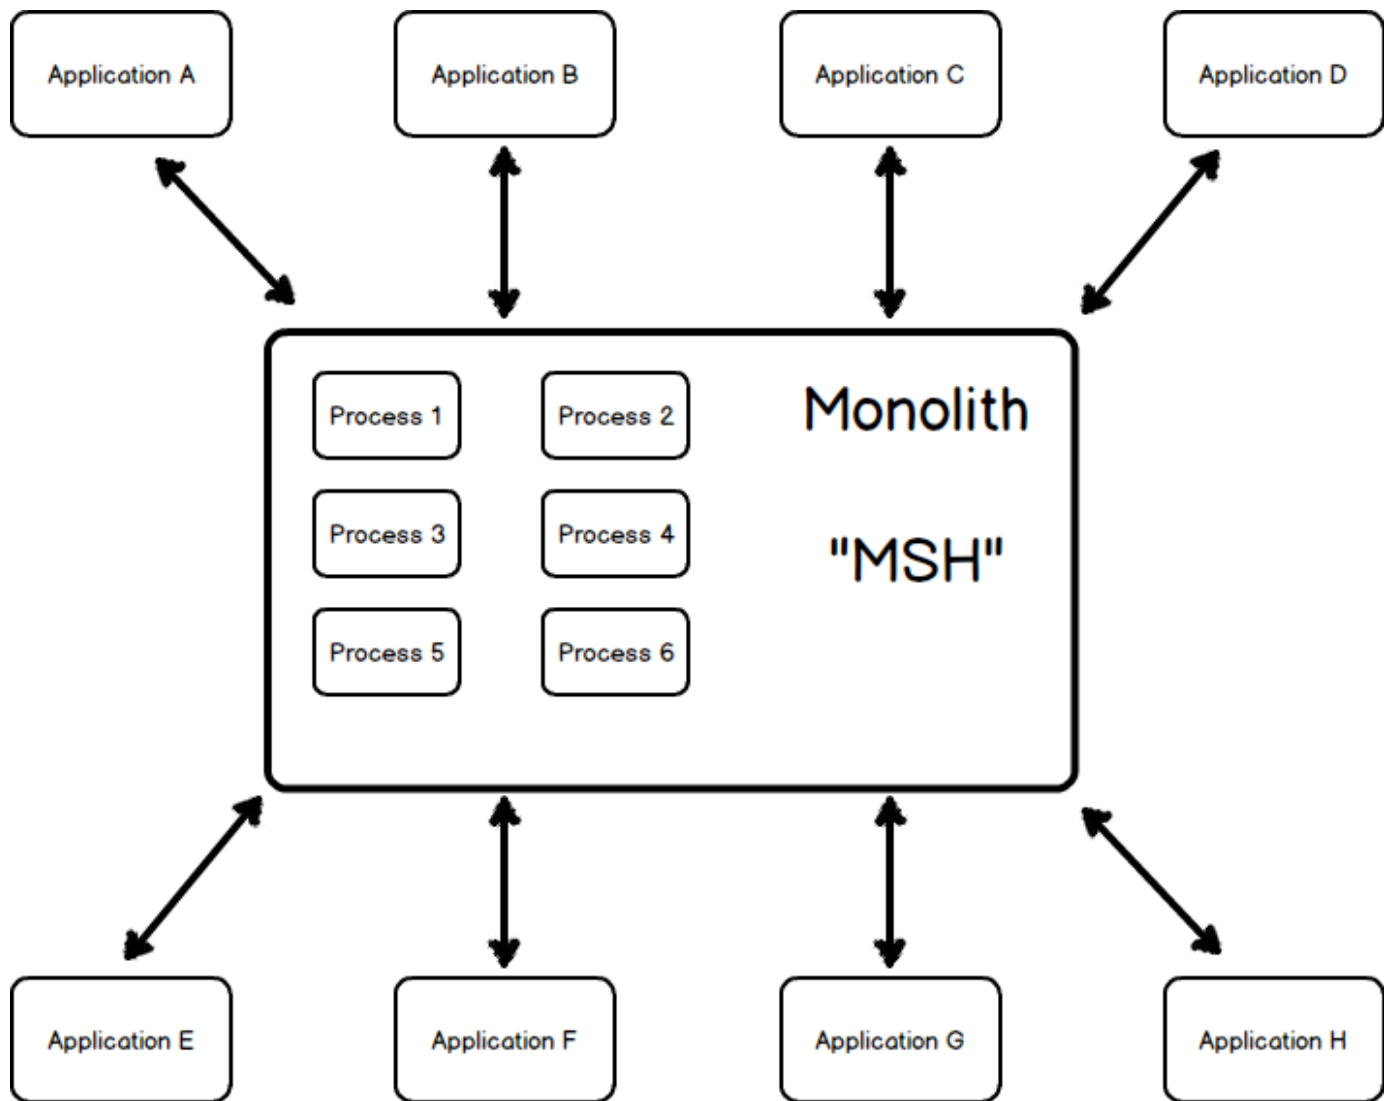 Application A
Application B
Application C
Application D
Process 1
Process 2
Monolith
Process 3
Process 4
"MSH"
Process 5
Process 6
Application E
Application F
Application G
Application H